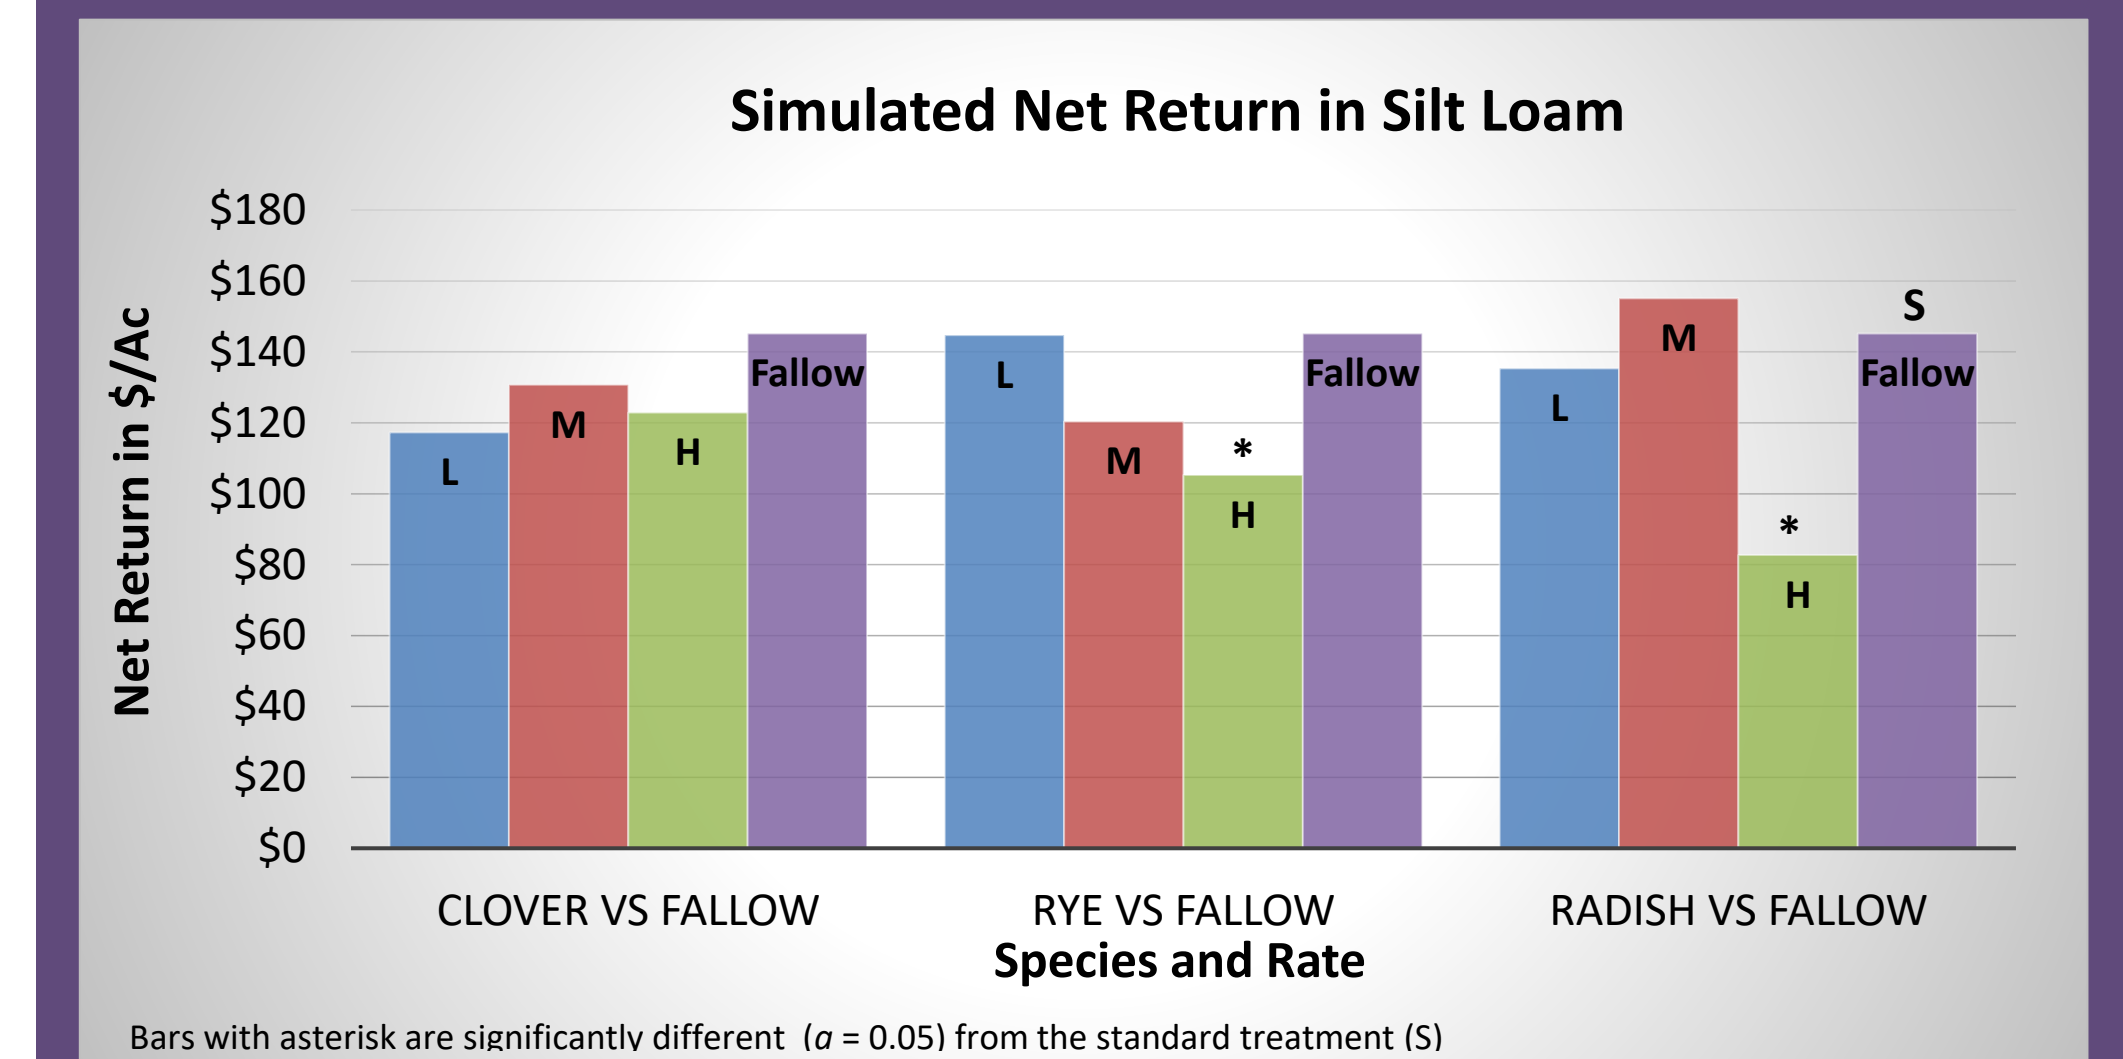 Simulated Net Return in Silt Loam
Net Return in $/Ac
$180
$160
$140
$120
$100
$80
$60
$40
$20
$0
L
M
H
Fallow
L
M
*
H
Fallow
L
M
*
H
S
Fallow
CLOVER VS FALLOW
RYE VS FALLOW
RADISH VS FALLOW
Species and Rate
Bars with asterisk are significantly different (α = 0.05) from the standard treatment (S)